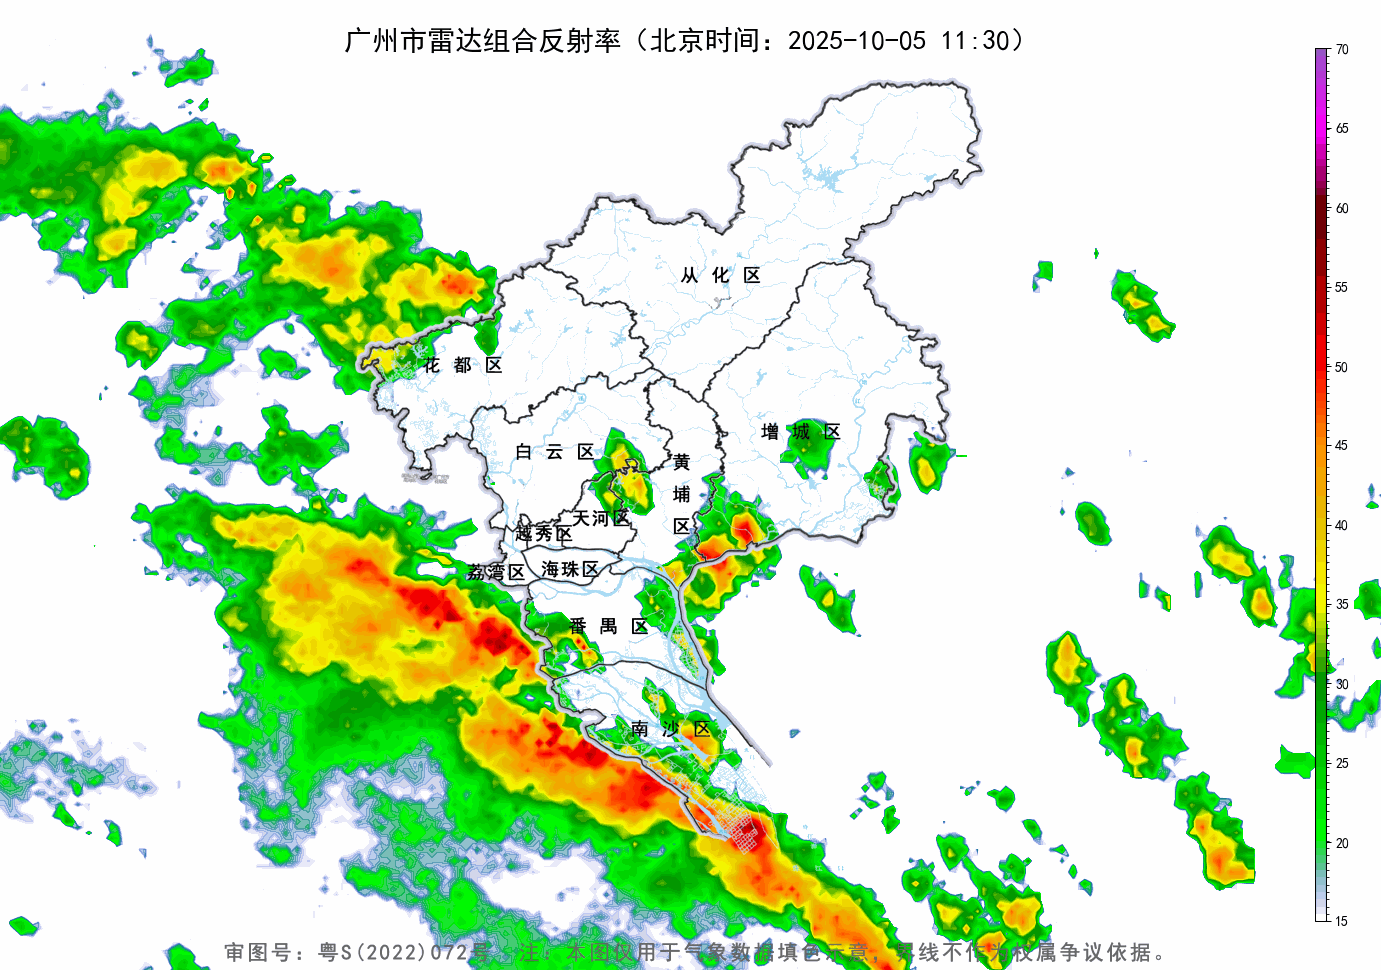 广州市雷达组合反射率（北京时间：2025-10-05 11:30）
70
65
60
55
50
45
40
35
30
25
20
15
从 化 区
花 都 区
增 城 区
白 云 区
黄
埔
区
天河区
越秀区
荔湾区
海珠区
番 禺 区
南 沙 区
审图号：粤S(2022)072号 注：本图仅用于气象数据填色示意，界线不作为权属争议依据。